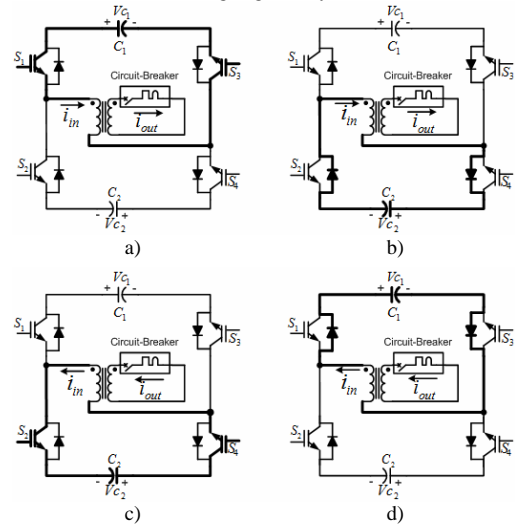 Vc1
+ -
C1
S1
S3
Circuit-Breaker
iin
iout
S2
S4
C2
- +
Vc2
a)
Vc1
+ -
C1
S1
S3
Circuit-Breaker
iin
iout
S2
S4
C2
- +
Vc2
b)
Vc1
+ -
C1
S1
S3
Circuit-Breaker
iin
iout
S2
S4
C2
- +
Vc2
c)
Vc1
+ -
C1
S1
S3
Circuit-Breaker
iin
iout
S2
S4
C2
- +
Vc2
d)